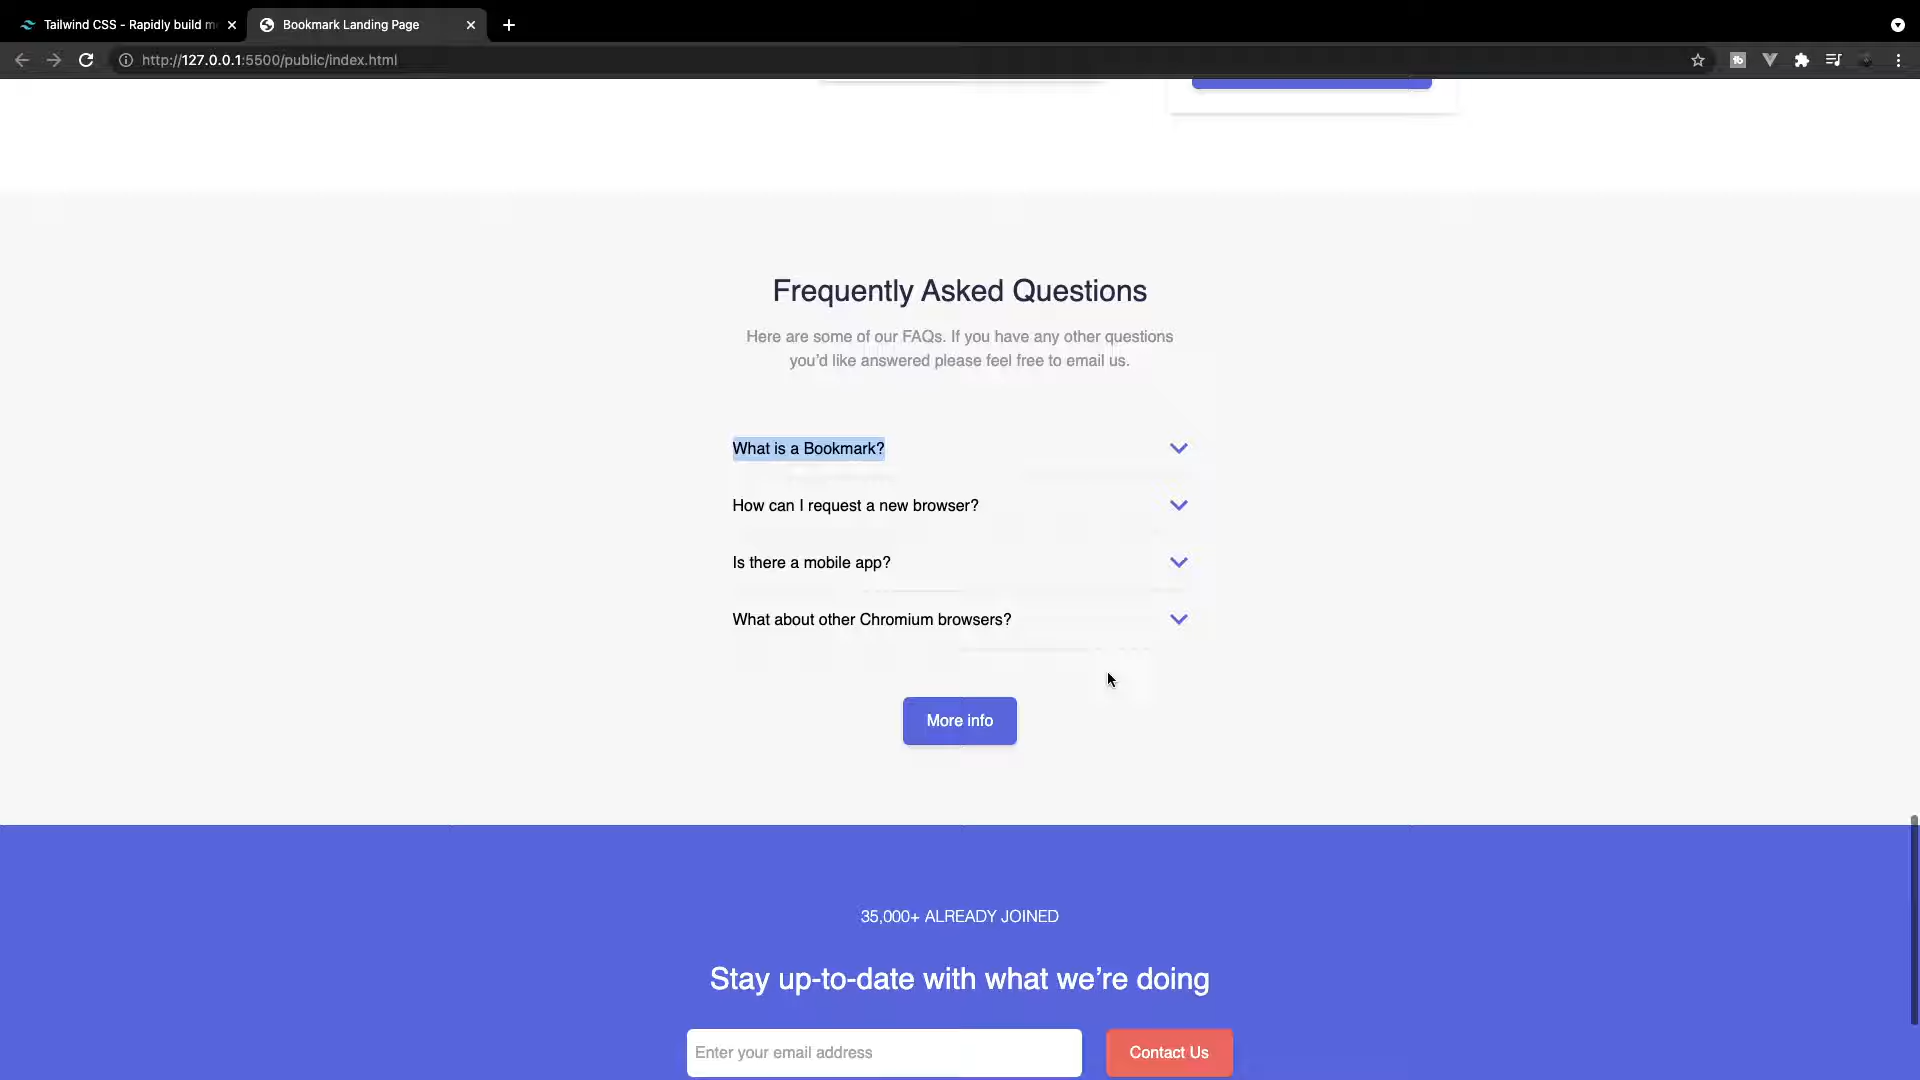 Tailwind CSS - Rapidly build m
Bookmark Landing Page
http://127.0.0.1:5500/public/index.html
Frequently Asked Questions
Here are some of our FAQs. If you have any other questions
you’d like answered please feel free to email us.
What is a Bookmark?
How can I request a new browser?
Is there a mobile app?
What about other Chromium browsers?
More info
35,000+ ALREADY JOINED
Stay up-to-date with what we’re doing
Enter your email address
Contact Us